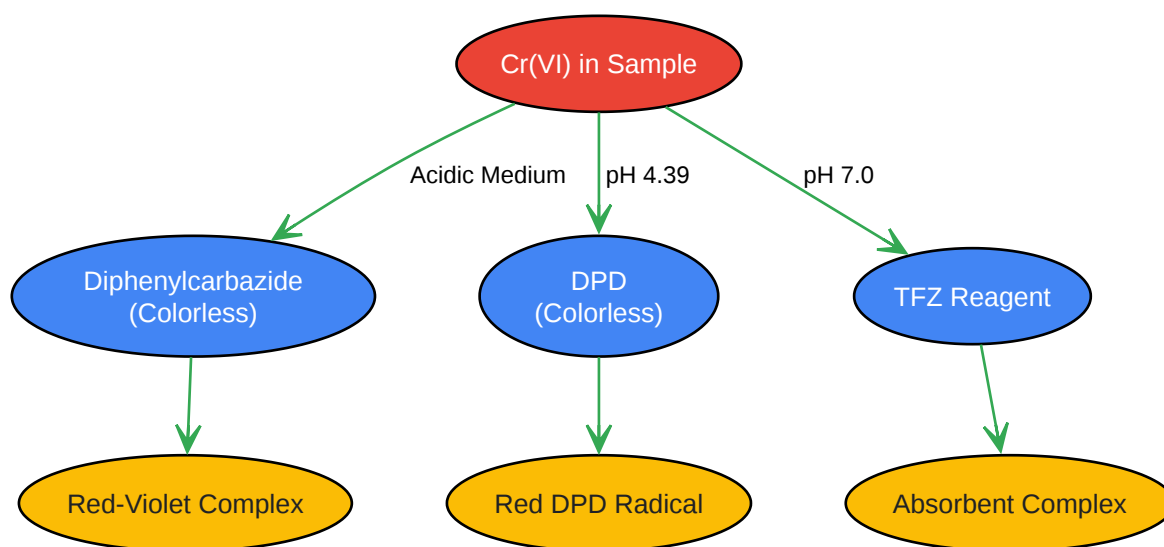 Cr(VI) in Sample
Acidic Medium
pH 4.39
pH 7.0
Diphenylcarbazide
(Colorless)
DPD
(Colorless)
TFZ Reagent
Red-Violet Complex
Red DPD Radical
Absorbent Complex